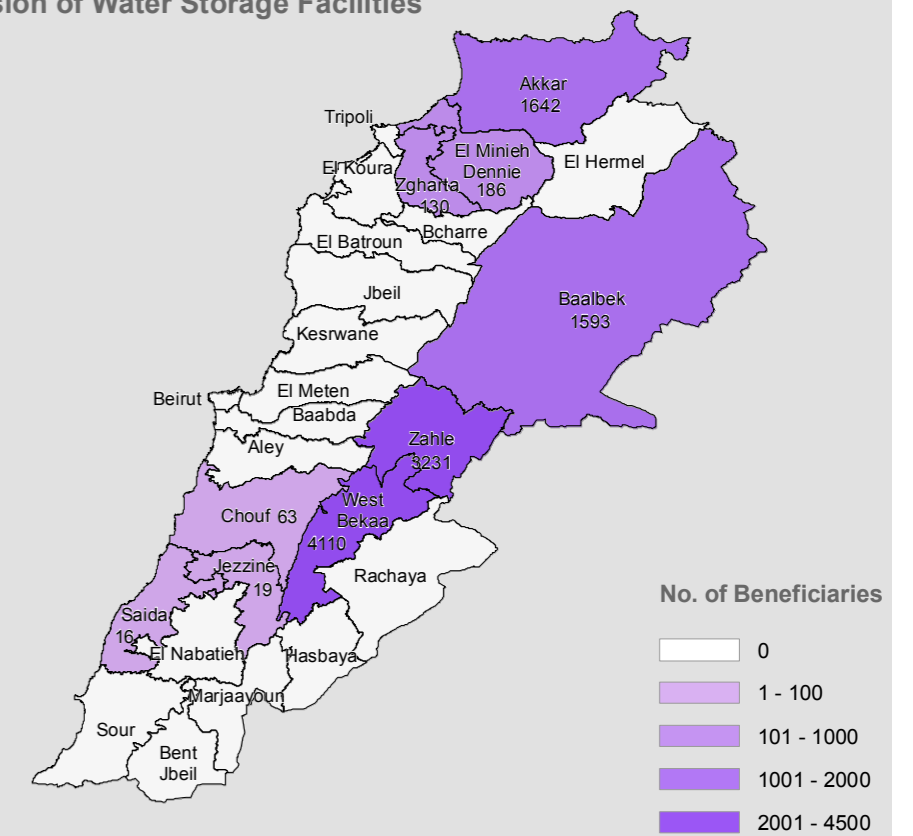 sion of Water Storage Facilities
Akkar
1642
Tripoli
El Koura
Zgharta
130
El Minieh
Dennie
186
El Hermel
El Batroun
Bcharre
Jbeil
Baalbek
1593
Kesrwane
El Meten
Beirut
Baabda
Aley
Zahle
3231
West
Bekaa
4110
Chouf 63
Jezzine
19
Rachaya
Saida
16
El Nabatieh
Hasbaya
Marjaayoun
Sour
Bent
Jbeil
No. of Beneficiaries
0
1 - 100
101 - 1000
1001 - 2000
2001 - 4500